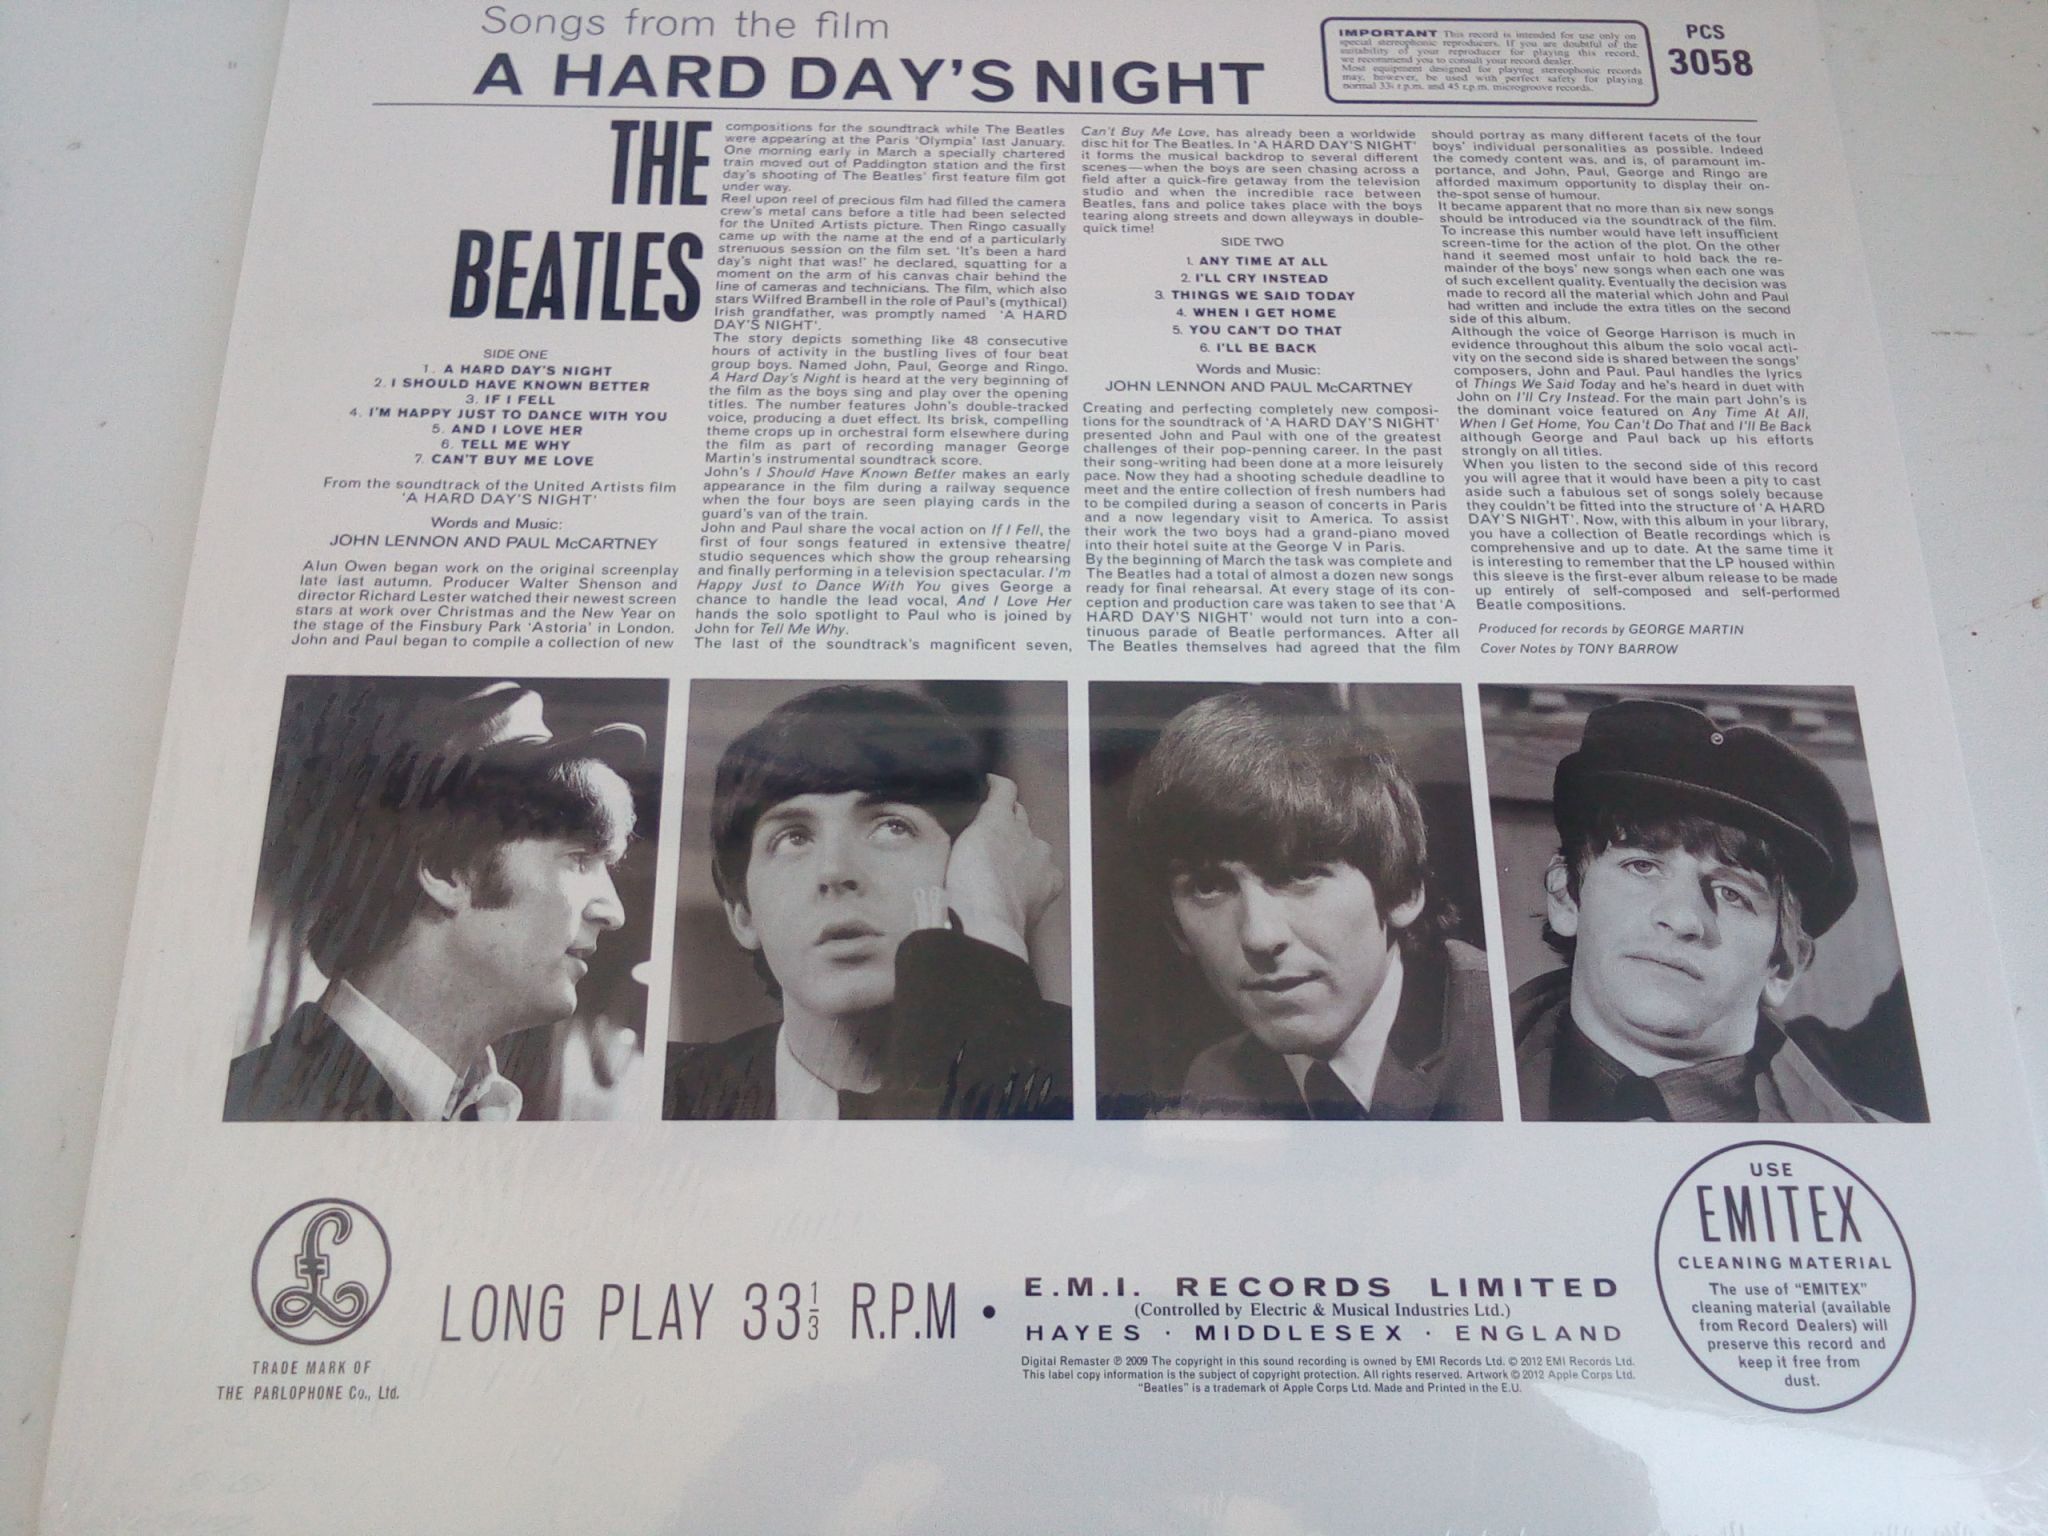 Songs from the film
A HARD DAY'S NIGHT
IMPORTANT This record is intended for use only on
special stereophonic reproducers. If you are doubtful of the
suitability of your reproducer for playing this record,
we recommend you to consult your record dealer.
Most equipment designed for playing stereophonic records
may, however, be used with perfect safety for playing
normal 33⅓ r.p.m. and 45 r.p.m. microgroove records.
PCS
3058
THE
BEATLES
SIDE ONE
1. A HARD DAY'S NIGHT
2. I SHOULD HAVE KNOWN BETTER
3. IF I FELL
4. I'M HAPPY JUST TO DANCE WITH YOU
5. AND I LOVE HER
6. TELL ME WHY
7. CAN'T BUY ME LOVE
From the soundtrack of the United Artists film
'A HARD DAY'S NIGHT'
Words and Music:
JOHN LENNON AND PAUL McCARTNEY
Alun Owen began work on the original screenplay
late last autumn. Producer Walter Shenson and
director Richard Lester watched their newest screen
stars at work over Christmas and the New Year on
the stage of the Finsbury Park 'Astoria' in London.
John and Paul began to compile a collection of new
compositions for the soundtrack while The Beatles
were appearing at the Paris 'Olympia' last January.
One morning early in March a specially chartered
train moved out of Paddington station and the first
day's shooting of The Beatles' first feature film got
under way.
Reel upon reel of precious film had filled the camera
crew's metal cans before a title had been selected
for the United Artists picture. Then Ringo casually
came up with the name at the end of a particularly
strenuous session on the film set. 'It's been a hard
day's night that was!' he declared, squatting for a
moment on the arm of his canvas chair behind the
line of cameras and technicians. The film, which also
stars Wilfred Brambell in the role of Paul's (mythical)
Irish grandfather, was promptly named 'A HARD
DAY'S NIGHT'.
The story depicts something like 48 consecutive
hours of activity in the bustling lives of four beat
group boys. Named John, Paul, George and Ringo.
A Hard Day's Night is heard at the very beginning of
the film as the boys sing and play over the opening
titles. The number features John's double-tracked
voice, producing a duet effect. Its brisk, compelling
theme crops up in orchestral form elsewhere during
the film as part of recording manager George
Martin's instrumental soundtrack score.
John's I Should Have Known Better makes an early
appearance in the film during a railway sequence
when the four boys are seen playing cards in the
guard's van of the train.
John and Paul share the vocal action on If I Fell, the
first of four songs featured in extensive theatre/
studio sequences which show the group rehearsing
and finally performing in a television spectacular. I'm
Happy Just to Dance With You gives George a
chance to handle the lead vocal, And I Love Her
hands the solo spotlight to Paul who is joined by
John for Tell Me Why.
The last of the soundtrack's magnificent seven,
Can't Buy Me Love, has already been a worldwide
disc hit for The Beatles. In 'A HARD DAY'S NIGHT'
it forms the musical backdrop to several different
scenes—when the boys are seen chasing across a
field after a quick-fire getaway from the television
studio and when the incredible race between
Beatles, fans and police takes place with the boys
tearing along streets and down alleyways in double-
quick time!
SIDE TWO
1. ANY TIME AT ALL
2. I'LL CRY INSTEAD
3. THINGS WE SAID TODAY
4. WHEN I GET HOME
5. YOU CAN'T DO THAT
6. I'LL BE BACK
Words and Music:
JOHN LENNON AND PAUL McCARTNEY
Creating and perfecting completely new composi-
tions for the soundtrack of 'A HARD DAY'S NIGHT'
presented John and Paul with one of the greatest
challenges of their pop-penning career. In the past
their song-writing had been done at a more leisurely
pace. Now they had a shooting schedule deadline to
meet and the entire collection of fresh numbers had
to be compiled during a season of concerts in Paris
and a now legendary visit to America. To assist
their work the two boys had a grand-piano moved
into their hotel suite at the George V in Paris.
By the beginning of March the task was complete and
The Beatles had a total of almost a dozen new songs
ready for final rehearsal. At every stage of its con-
ception and production care was taken to see that 'A
HARD DAY'S NIGHT' would not turn into a con-
tinuous parade of Beatle performances. After all
The Beatles themselves had agreed that the film
should portray as many different facets of the four
boys' individual personalities as possible. Indeed
the comedy content was, and is, of paramount im-
portance, and John, Paul, George and Ringo are
afforded maximum opportunity to display their on-
the-spot sense of humour.
It became apparent that no more than six new songs
should be introduced via the soundtrack of the film.
To increase this number would have left insufficient
screen-time for the action of the plot. On the other
hand it seemed most unfair to hold back the re-
mainder of the boys' new songs when each one was
of such excellent quality. Eventually the decision was
made to record all the material which John and Paul
had written and include the extra titles on the second
side of this album.
Although the voice of George Harrison is much in
evidence throughout this album the solo vocal acti-
vity on the second side is shared between the songs'
composers, John and Paul. Paul handles the lyrics
of Things We Said Today and he's heard in duet with
John on I'll Cry Instead. For the main part John's is
the dominant voice featured on Any Time At All,
When I Get Home, You Can't Do That and I'll Be Back
although George and Paul back up his efforts
strongly on all titles.
When you listen to the second side of this record
you will agree that it would have been a pity to cast
aside such a fabulous set of songs solely because
they couldn't be fitted into the structure of 'A HARD
DAY'S NIGHT'. Now, with this album in your library,
you have a collection of Beatle recordings which is
comprehensive and up to date. At the same time it
is interesting to remember that the LP housed within
this sleeve is the first-ever album release to be made
up entirely of self-composed and self-performed
Beatle compositions.
Produced for records by GEORGE MARTIN
Cover Notes by TONY BARROW
TRADE MARK OF
THE PARLOPHONE Co., Ltd.
LONG PLAY 33⅓ R.P.M •
E.M.I. RECORDS LIMITED
(Controlled by Electric & Musical Industries Ltd.)
HAYES · MIDDLESEX · ENGLAND
Digital Remaster ℗ 2009 The copyright in this sound recording is owned by EMI Records Ltd. © 2012 EMI Records Ltd.
This label copy information is the subject of copyright protection. All rights reserved. Artwork © 2012 Apple Corps Ltd.
"Beatles" is a trademark of Apple Corps Ltd. Made and Printed in the E.U.
USE
EMITEX
CLEANING MATERIAL
The use of "EMITEX"
cleaning material (available
from Record Dealers) will
preserve this record and
keep it free from
dust.